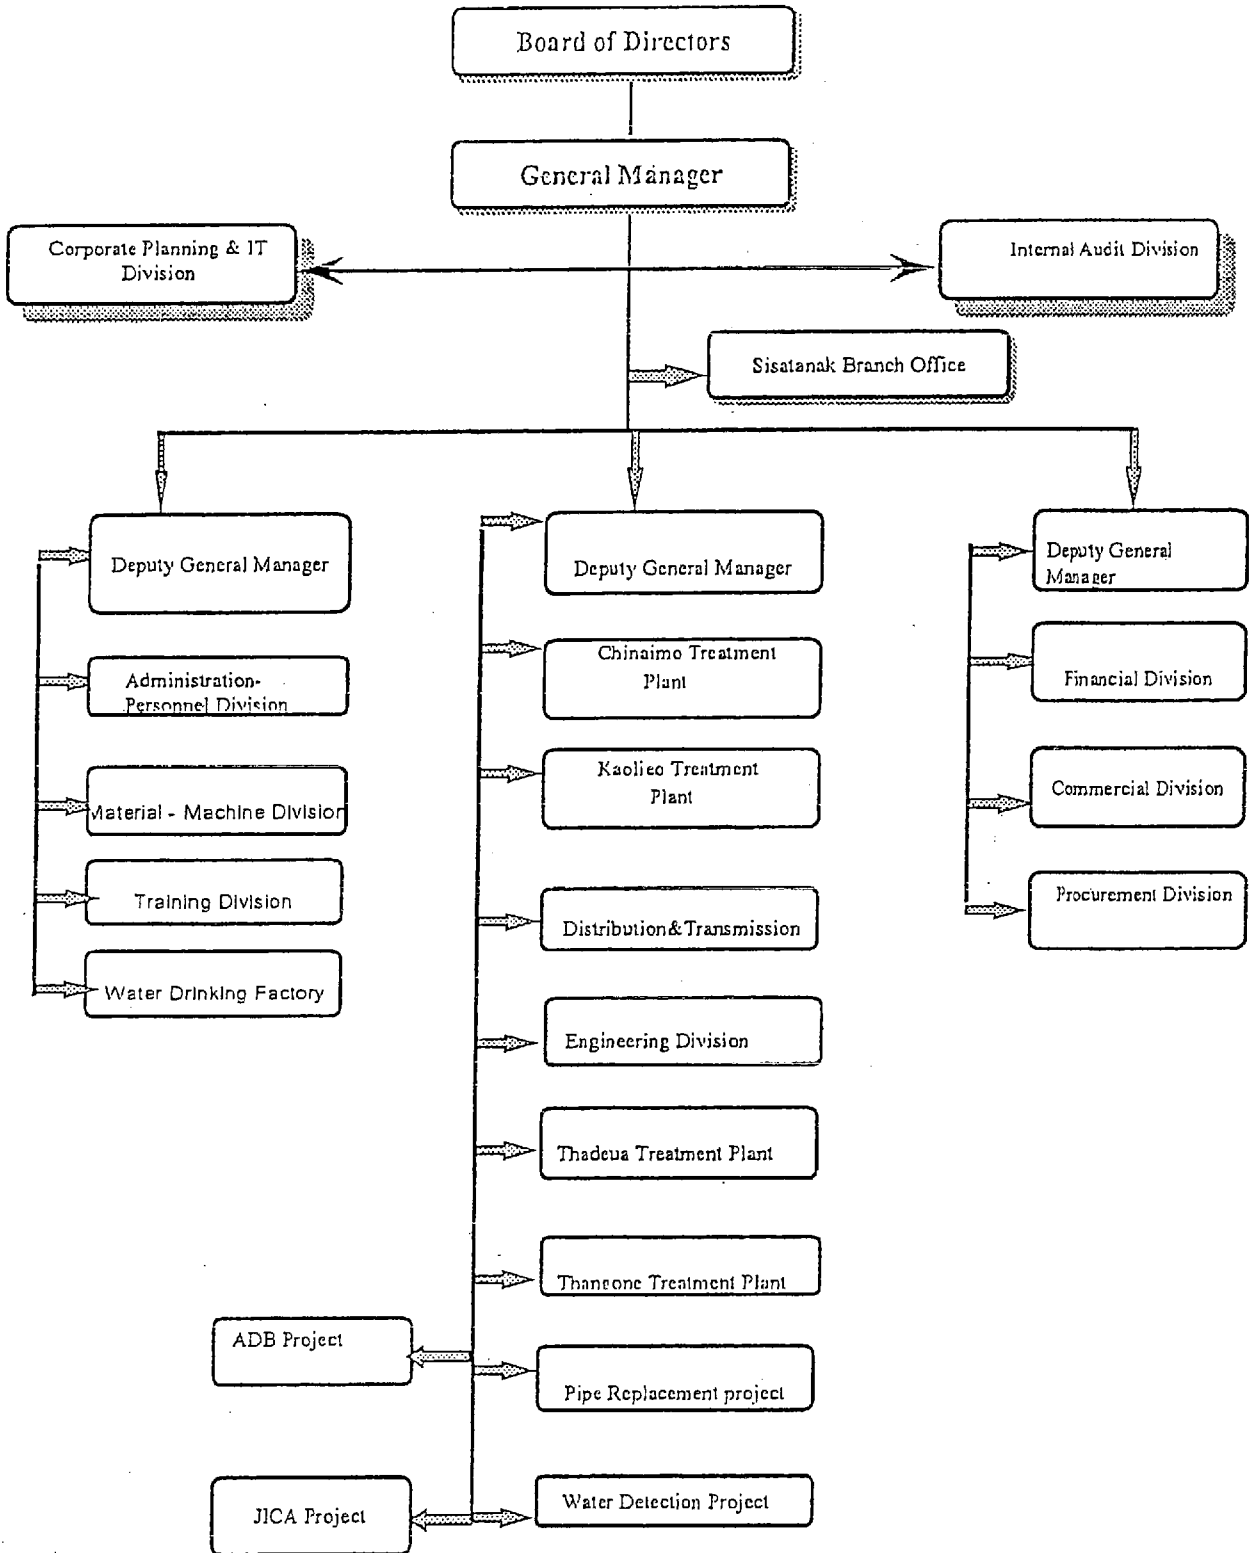 Board of Directors
General Manager
Corporate Planning & IT
Division
Internal Audit Division
Sisatanak Branch Office
Deputy General Manager
Administration-
Personnel Division
Material - Machine Division
Training Division
Water Drinking Factory
Deputy General Manager
Chinaimo Treatment
Plant
Kaolieo Treatment
Plant
Distribution&Transmission
Engineering Division
Thadeua Treatment Plant
Treatment Plant
Pipe Replacement project
Water Detection Project
ADB Project
JICA Project
Deputy General
Manager
Financial Division
Commercial Division
Procurement Division